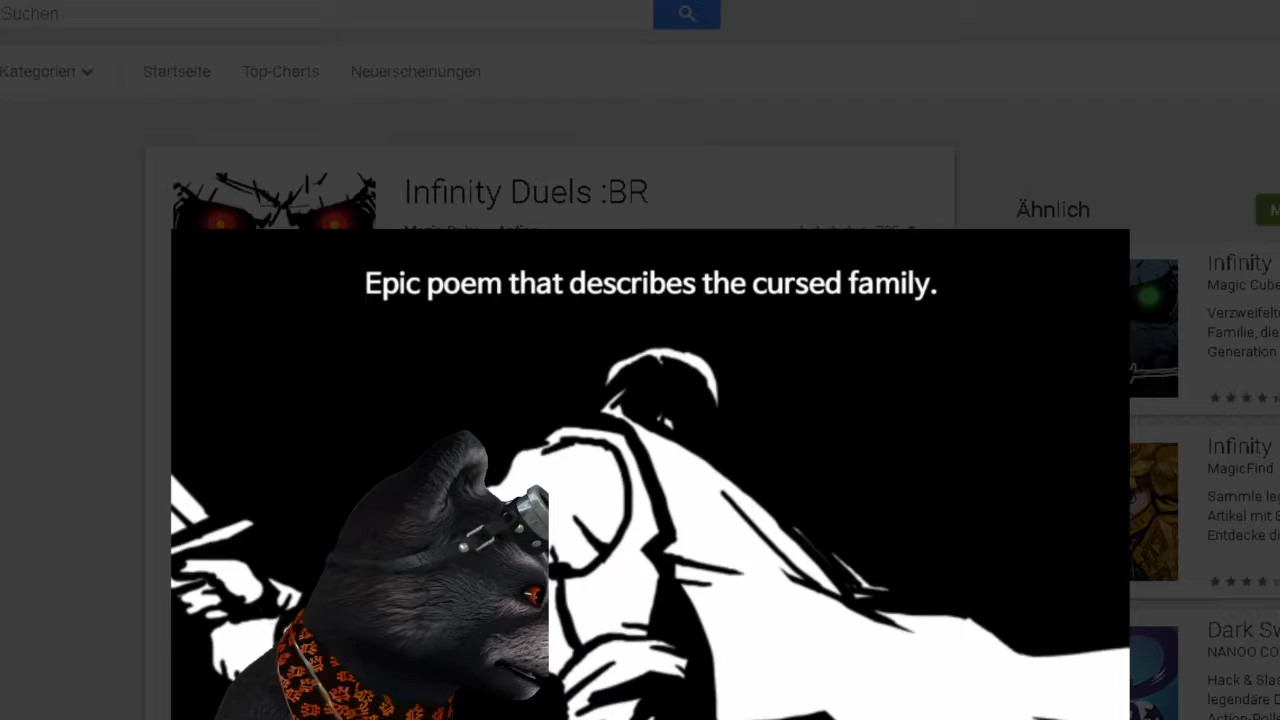 Suchen
Kategorien
Startseite
Top-Charts
Neuerscheinungen
Infinity Duels :BR
Epic poem that describes the cursed family.
Ähnlich
M
Infinity
Magic Cube
Verzweifelt
Familie, die
Generation
Infinity
MagicFind
Sammle leg
Artikel mit E
Entdecke di
Dark Sw
NANOO CO
Hack & Slas
legendäre D